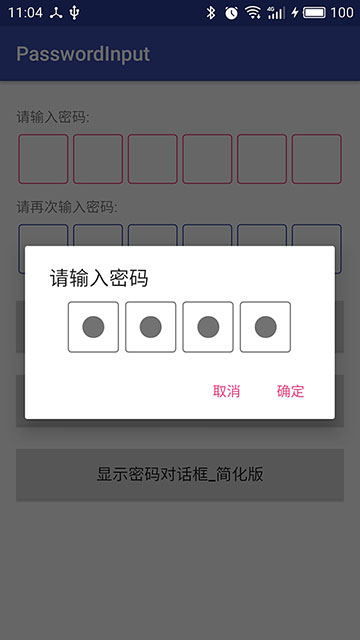 11:04 4G 100
PasswordInput
请输入密码:
请再次输入密码:
请输入密码
取消 确定
显示密码对话框_简化版